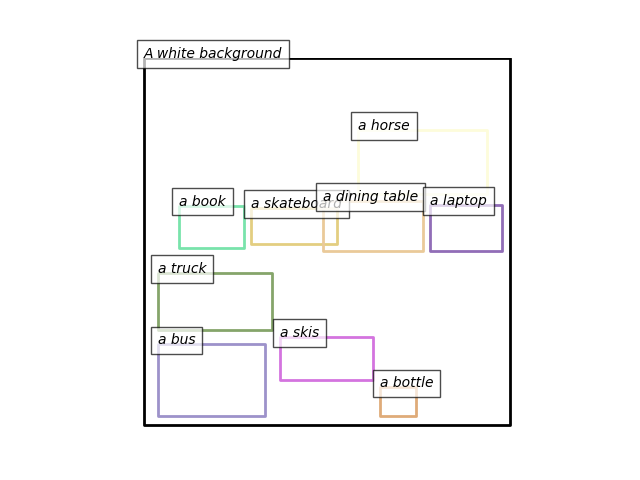 A white background
a horse
a book
a skateboard
a dining table
a laptop
a truck
a bus
a skis
a bottle